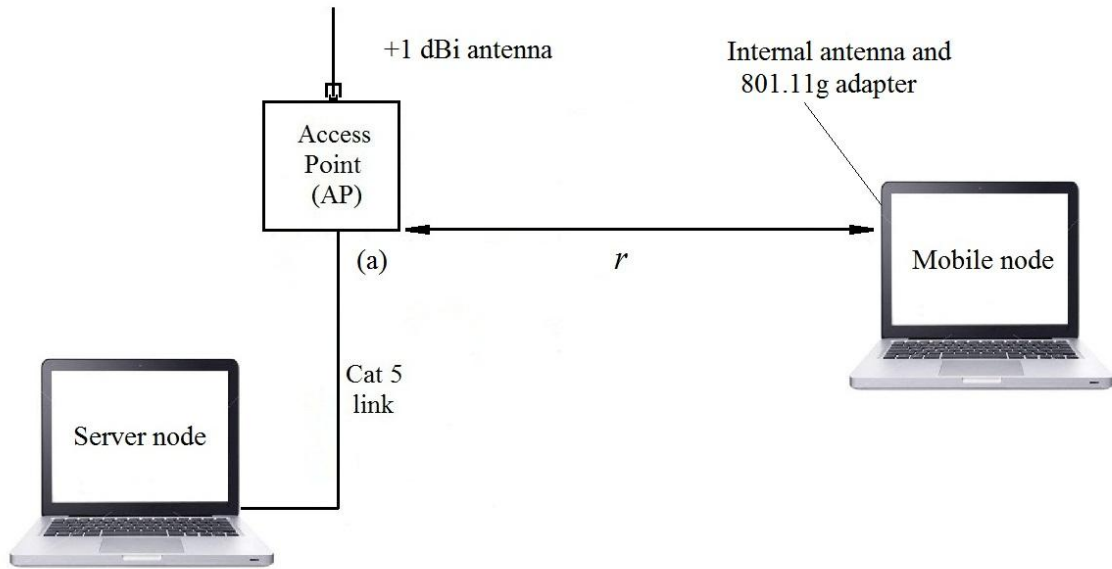 +1 dBi antenna
Internal antenna and
801.11g adapter
Access
Point
(AP)
(a)
r
Mobile node
Cat 5
link
Server node